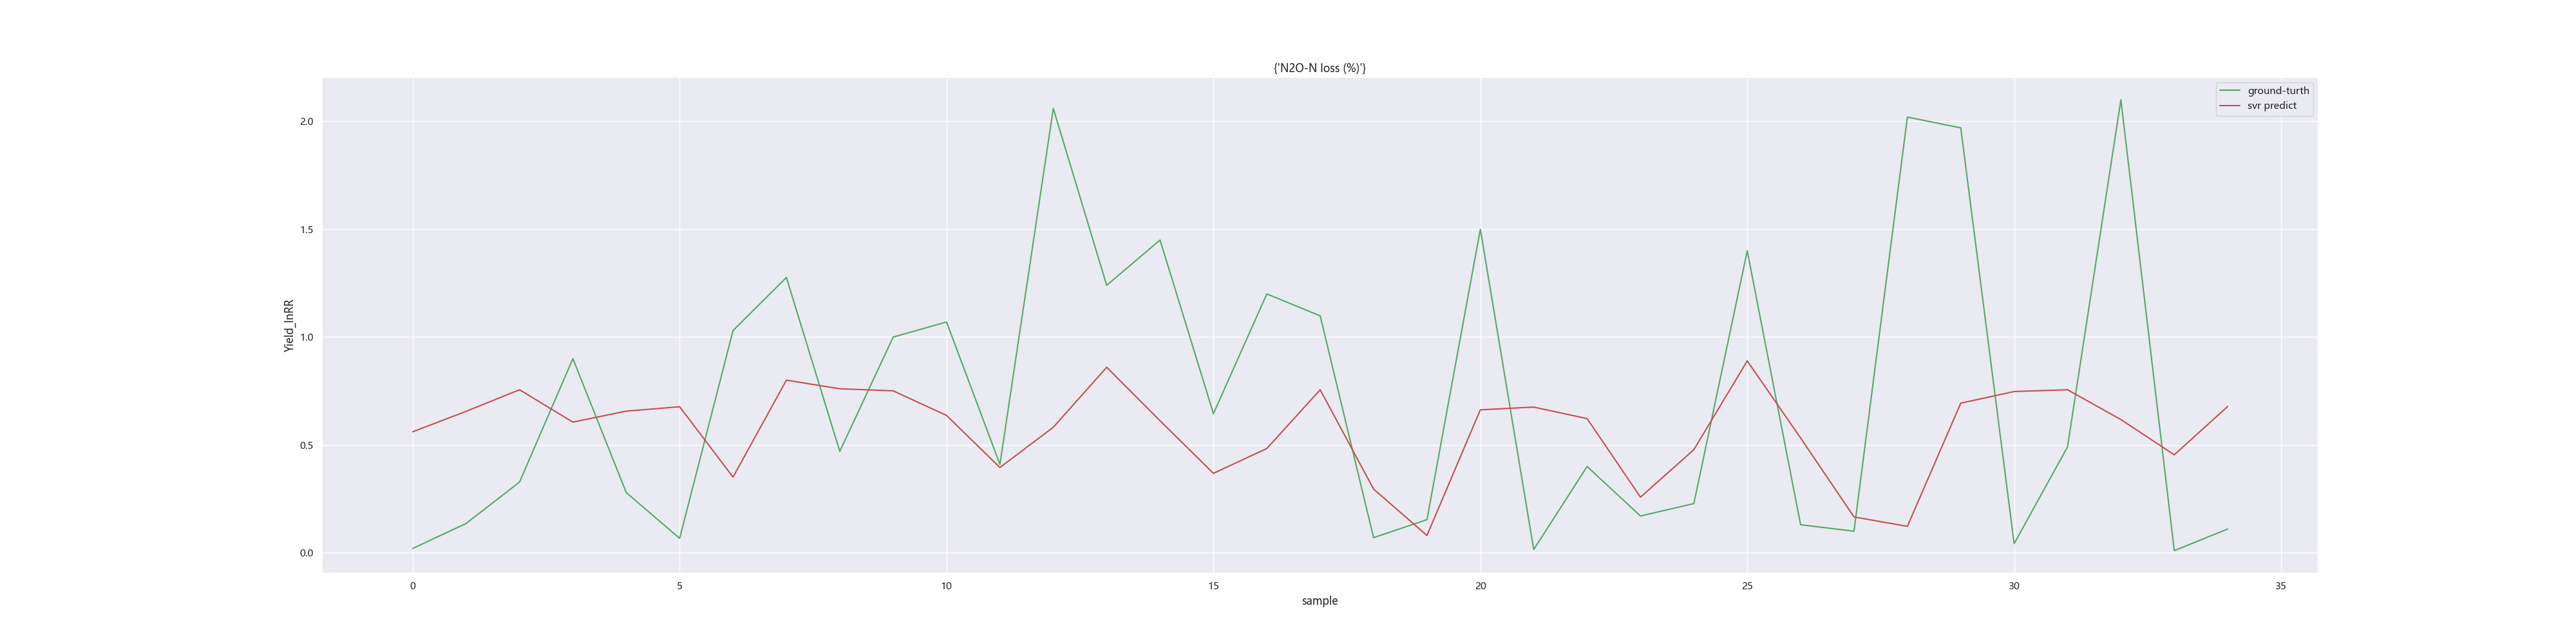 {'N2O-N loss (%)'}
ground-turth
svr predict
Yield_lnRR
2.0
1.5
1.0
0.5
0.0
0 5 10 15 20 25 30 35
sample